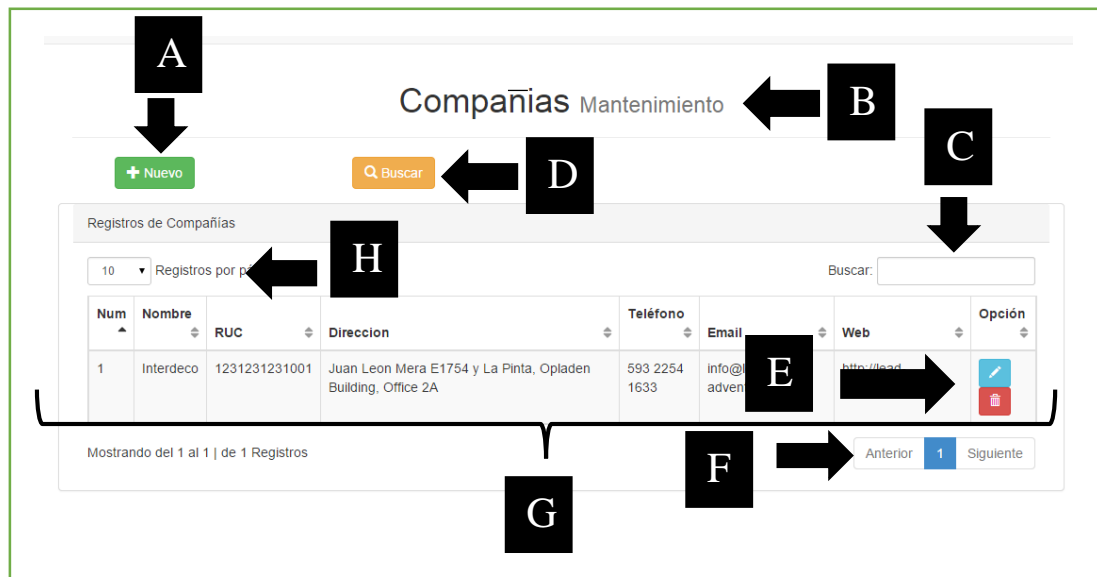 A
Compañias Mantenimiento
B
C
Nuevo
Buscar
D
Registros de Compañías
H
10 Registros por
Buscar:
Num Nombre RUC Direccion Teléfono Email Web Opción
1 Interdeco 1231231231001 Juan Leon Mera E1754 y La Pinta, Opladen 593 2254
Building, Office 2A 1633
E
Mostrando del 1 al 1 | de 1 Registros
F
Anterior 1 Siguiente
G